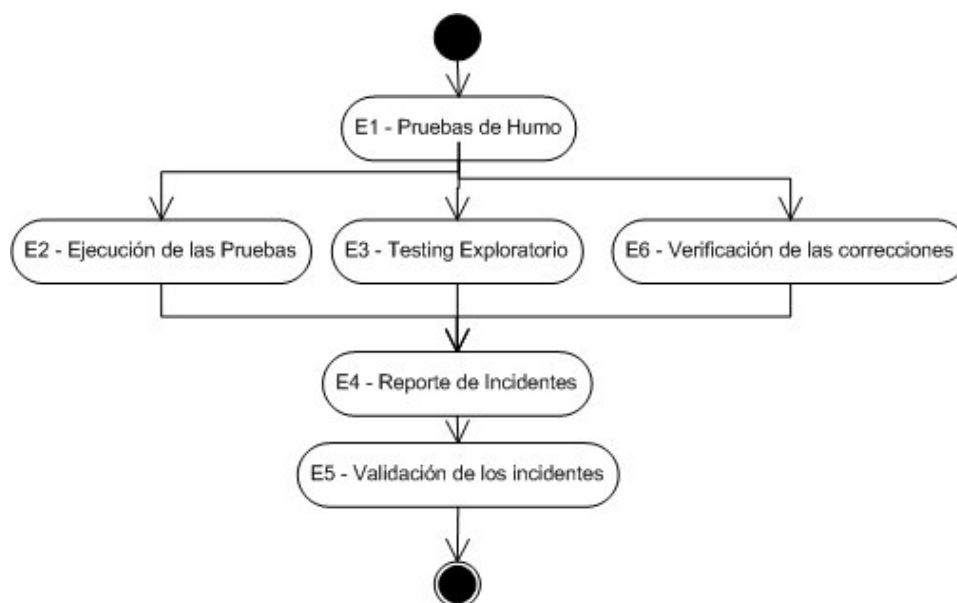 E1 - Pruebas de Humo
E2 - Ejecución de las Pruebas
E3 - Testing Exploratorio
E6 - Verificación de las correcciones
E4 - Reporte de Incidentes
E5 - Validación de los incidentes